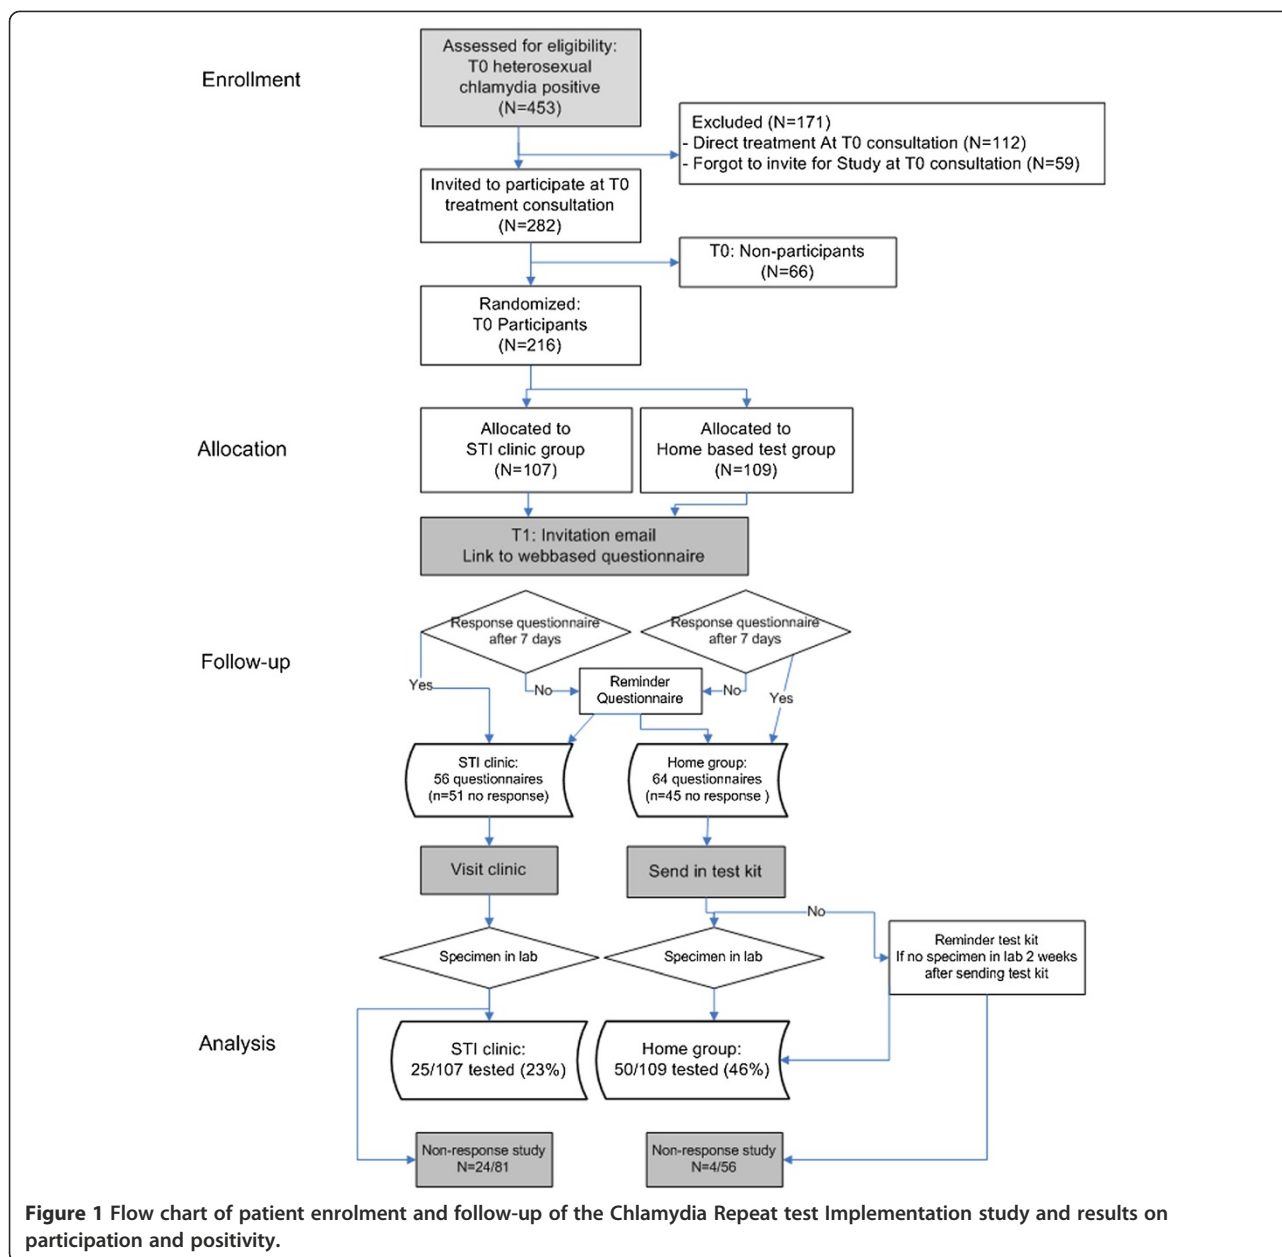 Enrollment
Assessed for eligibility:
T0 heterosexual
chlamydia positive
(N=453)
Excluded (N=171)
- Direct treatment At T0 consultation (N=112)
- Forgot to invite for Study at T0 consultation (N=59)
Invited to participate at T0
treatment consultation
(N=282)
T0: Non-participants
(N=66)
Randomized:
T0 Participants
(N=216)
Allocation
Allocated to
STI clinic group
(N=107)
Allocated to
Home based test group
(N=109)
T1: Invitation email
Link to webbased questionnaire
Follow-up
Response questionnaire
after 7 days
Response questionnaire
after 7 days
Yes
No
Reminder
Questionnaire
No
Yes
STI clinic:
56 questionnaires
(n=51 no response)
Home group:
64 questionnaires
(n=45 no response )
Visit clinic
Send in test kit
No
Specimen in lab
Specimen in lab
Reminder test kit
If no specimen in lab 2 weeks
after sending test kit
Analysis
STI clinic:
25/107 tested (23%)
Home group:
50/109 tested (46%)
Non-response study
N=24/81
Non-response study
N=4/56
Figure 1 Flow chart of patient enrolment and follow-up of the Chlamydia Repeat test Implementation study and results on
participation and positivity.